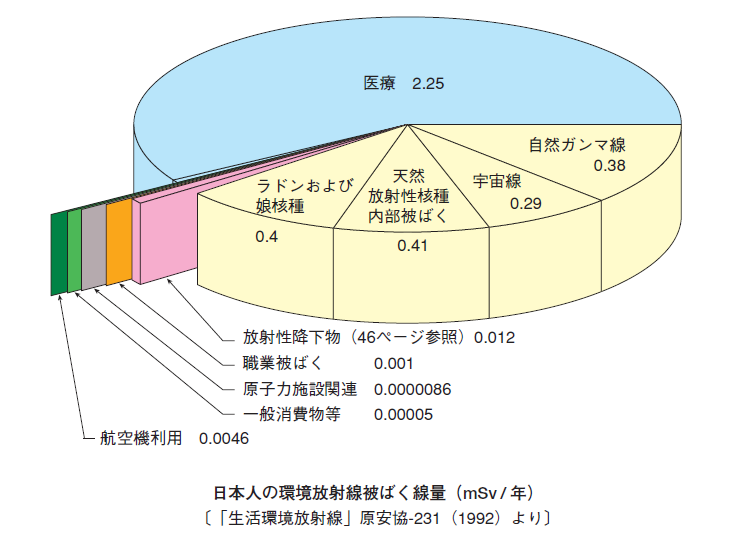 医療 2.25
自然ガンマ線
0.38
宇宙線
0.29
天然
放射性核種
内部被ばく
0.41
ラドンおよび
娘核種
0.4
放射性降下物（46ページ参照）0.012
職業被ばく 0.001
原子力施設関連 0.0000086
一般消費物等 0.00005
航空機利用 0.0046
日本人の環境放射線被ばく線量（mSv / 年）
〔「生活環境放射線」原安協-231（1992）より〕